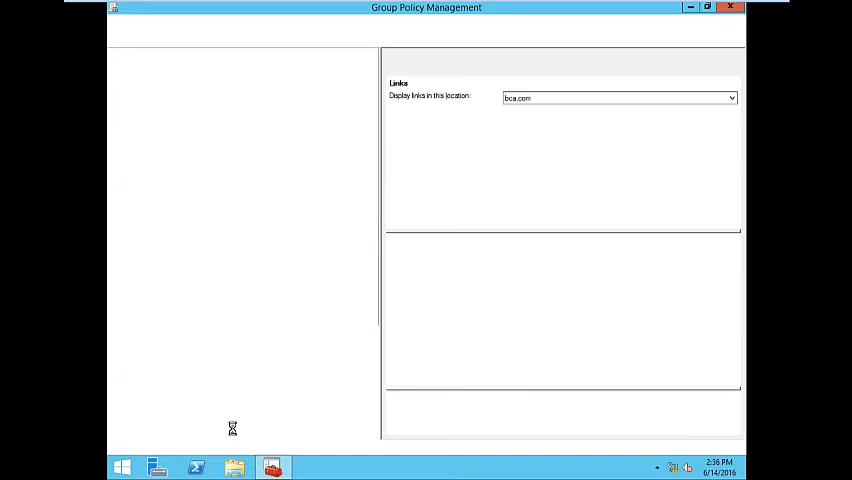 Group Policy Management
Links
Display links in this location:
bca.com
2:36 PM
6/14/2016